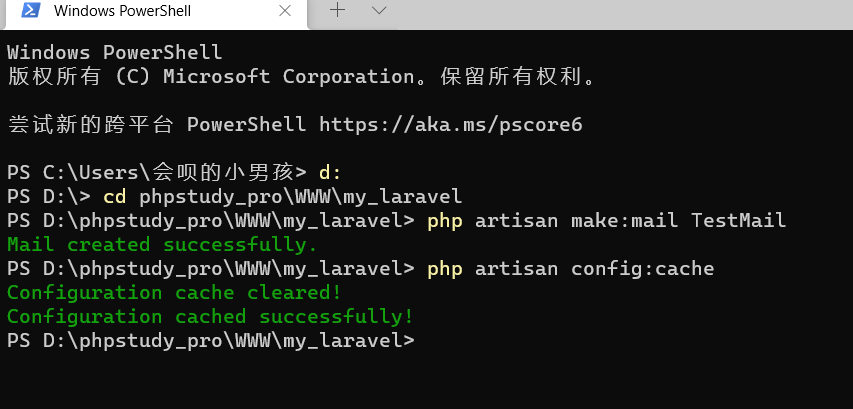 Windows PowerShell
Windows PowerShell
版权所有 (C) Microsoft Corporation。保留所有权利。
尝试新的跨平台 PowerShell https://aka.ms/pscore6
PS C:\Users\会呗的小男孩> d:
PS D:\> cd phpstudy_pro\WWW\my_laravel
PS D:\phpstudy_pro\WWW\my_laravel> php artisan make:mail TestMail
Mail created successfully.
PS D:\phpstudy_pro\WWW\my_laravel> php artisan config:cache
Configuration cache cleared!
Configuration cached successfully!
PS D:\phpstudy_pro\WWW\my_laravel>